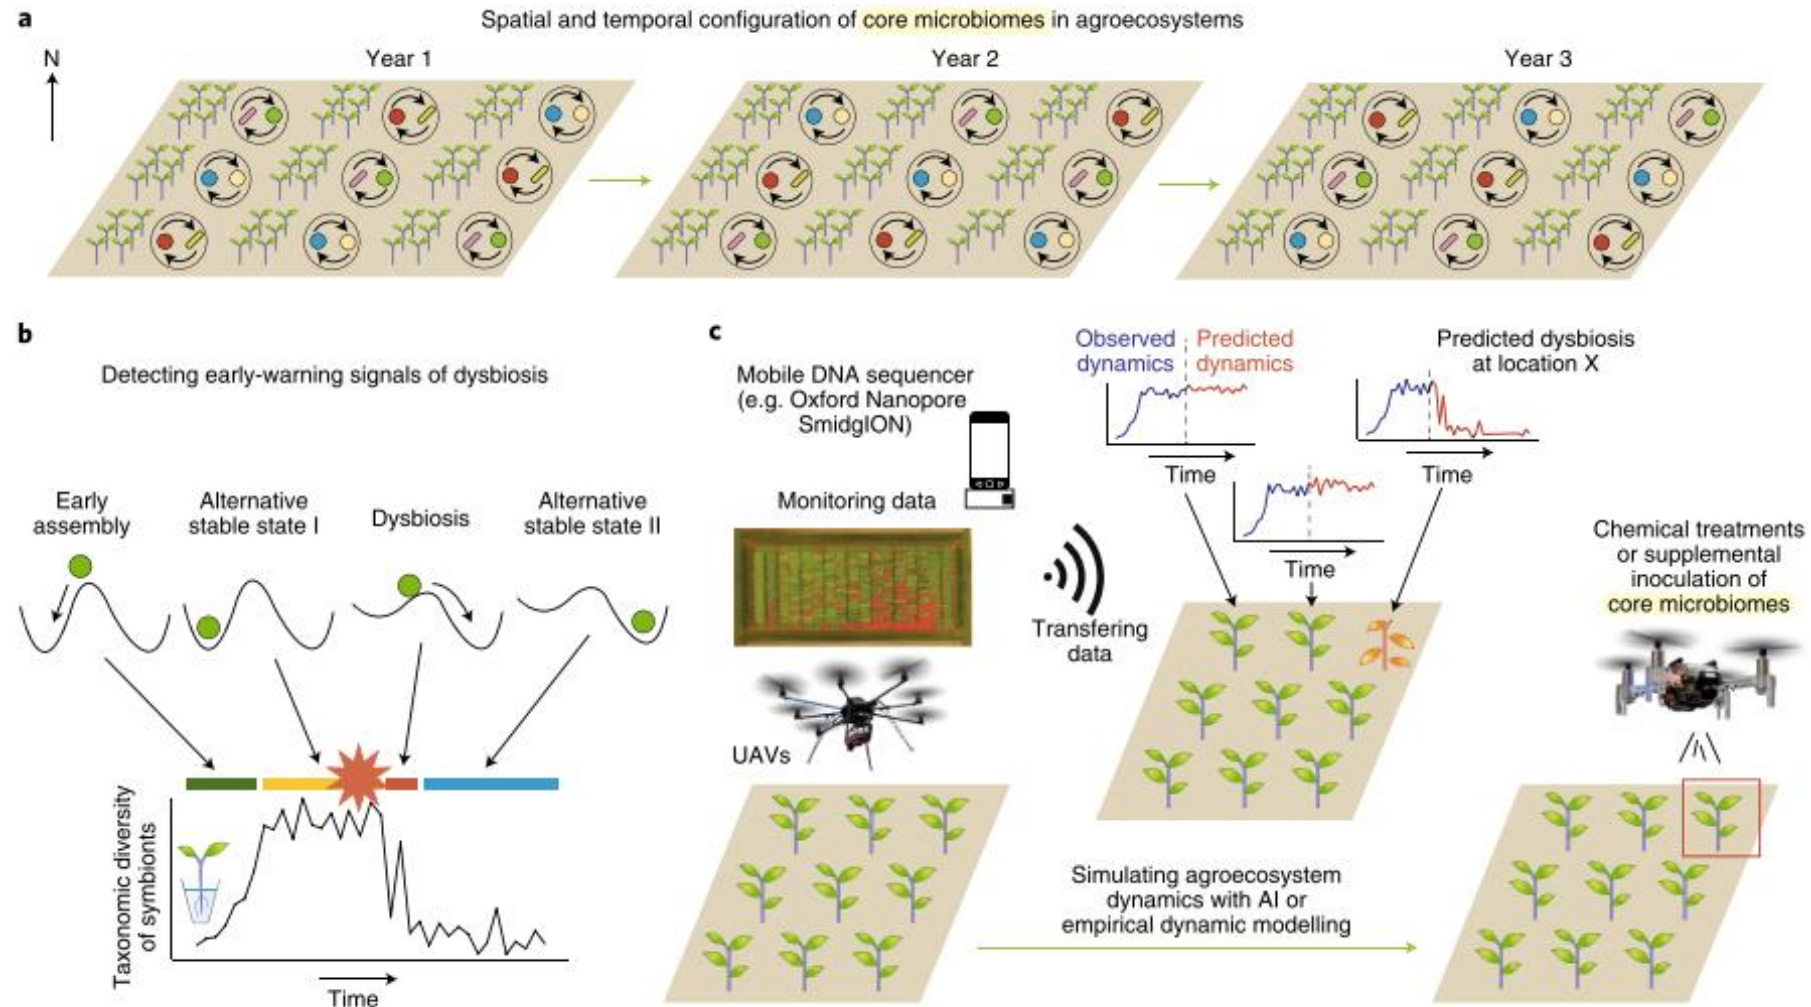 a
Spatial and temporal configuration of core microbiomes in agroecosystems
N
Year 1
Year 2
Year 3
b
Detecting early-warning signals of dysbiosis
Early
assembly
Alternative
stable state I
Dysbiosis
Alternative
stable state II
Taxonomic diversity
of symbionts
Time
c
Mobile DNA sequencer
(e.g. Oxford Nanopore
SmidgION)
Monitoring data
UAVs
Transfering
data
Observed
dynamics
Predicted
dynamics
Time
Time
Predicted dysbiosis
at location X
Time
Simulating agroecosystem
dynamics with AI or
empirical dynamic modelling
Chemical treatments
or supplemental
inoculation of
core microbiomes